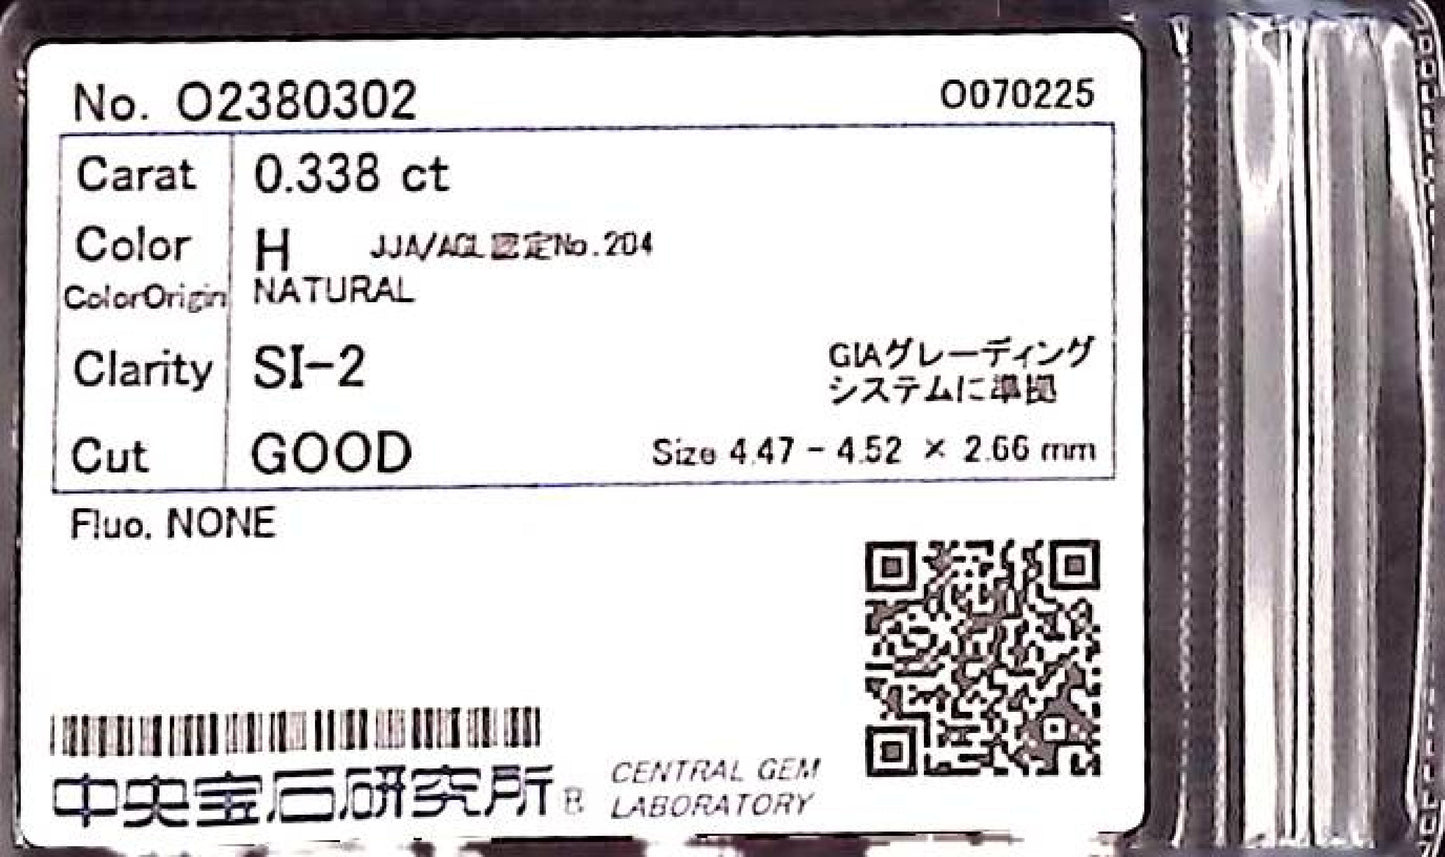 No. O2380302 O070225
Carat 0.338 ct
Color H JJA/AGL認定No.204
ColorOrigin NATURAL
Clarity SI-2 GIAグレーディング
システムに準拠
Cut GOOD Size 4.47 - 4.52 × 2.66 mm
Fluo. NONE
中央宝石研究所 CENTRAL GEM
LABORATORY